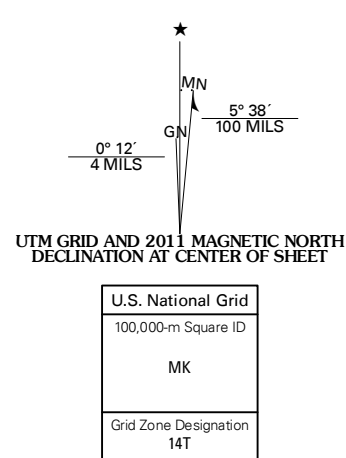 ★
MN
GN
5° 38´
100 MILS
0° 12´
4 MILS
UTM GRID AND 2011 MAGNETIC NORTH
DECLINATION AT CENTER OF SHEET
U.S. National Grid
100,000-m Square ID
MK
Grid Zone Designation
14T